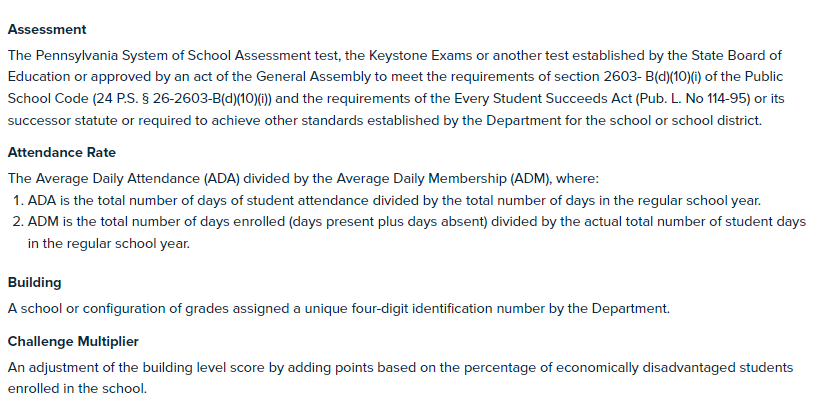 Assessment
The Pennsylvania System of School Assessment test, the Keystone Exams or another test established by the State Board of
Education or approved by an act of the General Assembly to meet the requirements of section 2603- B(d)(10)(i) of the Public
School Code (24 P.S. § 26-2603-B(d)(10)(i)) and the requirements of the Every Student Succeeds Act (Pub. L. No 114-95) or its
successor statute or required to achieve other standards established by the Department for the school or school district.
Attendance Rate
The Average Daily Attendance (ADA) divided by the Average Daily Membership (ADM), where:
1. ADA is the total number of days of student attendance divided by the total number of days in the regular school year.
2. ADM is the total number of days enrolled (days present plus days absent) divided by the actual total number of student days
in the regular school year.
Building
A school or configuration of grades assigned a unique four-digit identification number by the Department.
Challenge Multiplier
An adjustment of the building level score by adding points based on the percentage of economically disadvantaged students
enrolled in the school.